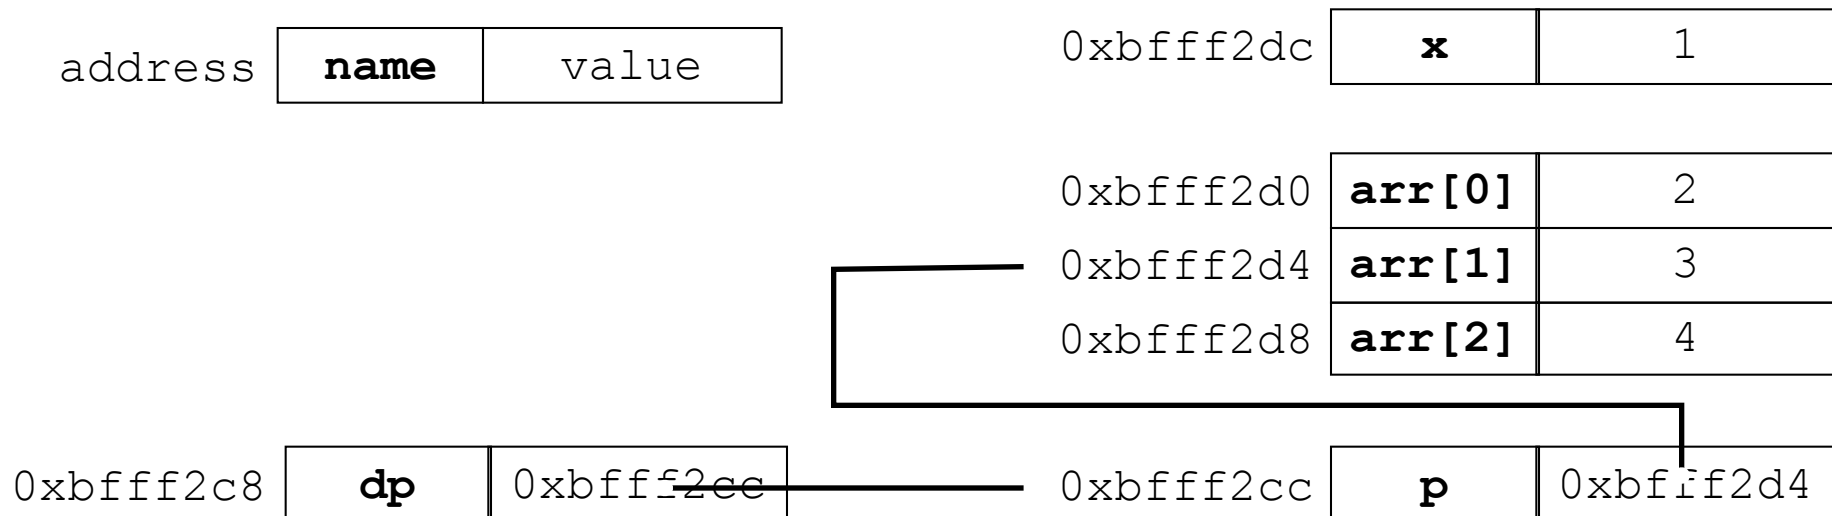 address name value
0xbfff2dc x 1
0xbfff2d0 arr[0] 2
0xbfff2d4 arr[1] 3
0xbfff2d8 arr[2] 4
0xbfff2c8 dp 0xbfff2cc
0xbfff2cc p 0xbfff2d4